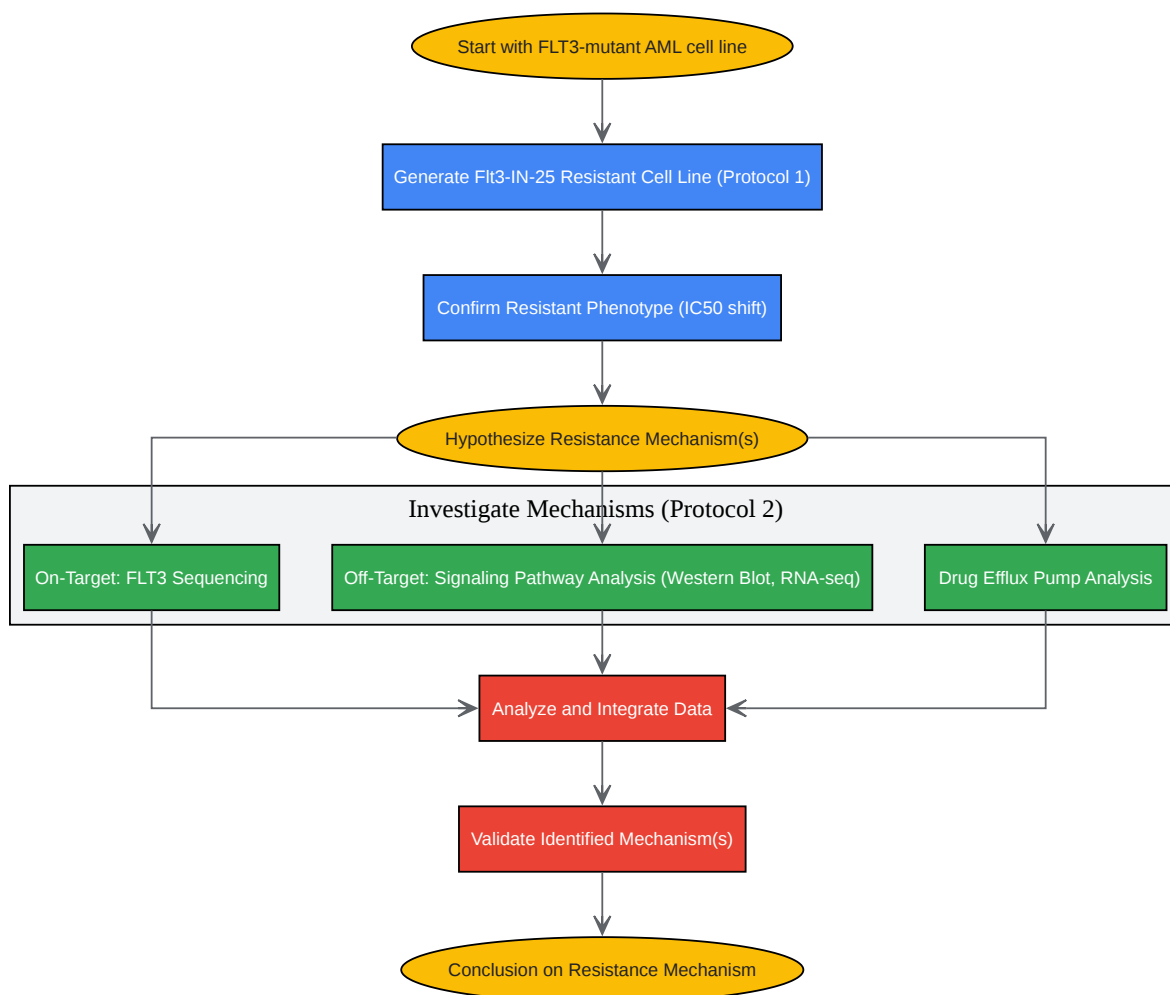 Start with FLT3-mutant AML cell line
Generate Flt3-IN-25 Resistant Cell Line (Protocol 1)
Confirm Resistant Phenotype (IC50 shift)
Hypothesize Resistance Mechanism(s)
Investigate Mechanisms (Protocol 2)
On-Target: FLT3 Sequencing
Off-Target: Signaling Pathway Analysis (Western Blot, RNA-seq)
Drug Efflux Pump Analysis
Analyze and Integrate Data
Validate Identified Mechanism(s)
Conclusion on Resistance Mechanism